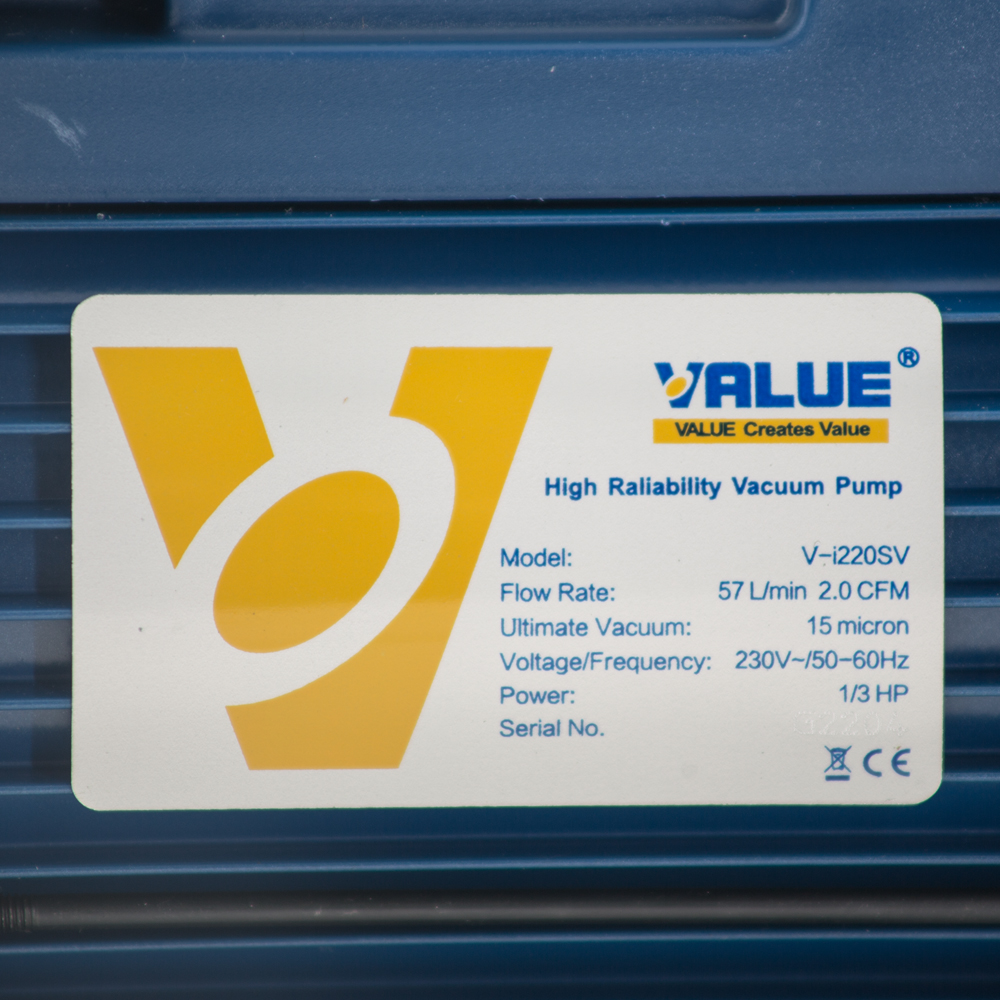 VALUE®
VALUE Creates Value
High Raliability Vacuum Pump
Model: V-i220SV
Flow Rate: 57 L/min 2.0 CFM
Ultimate Vacuum: 15 micron
Voltage/Frequency: 230V~/50-60Hz
Power: 1/3 HP
Serial No.
CE